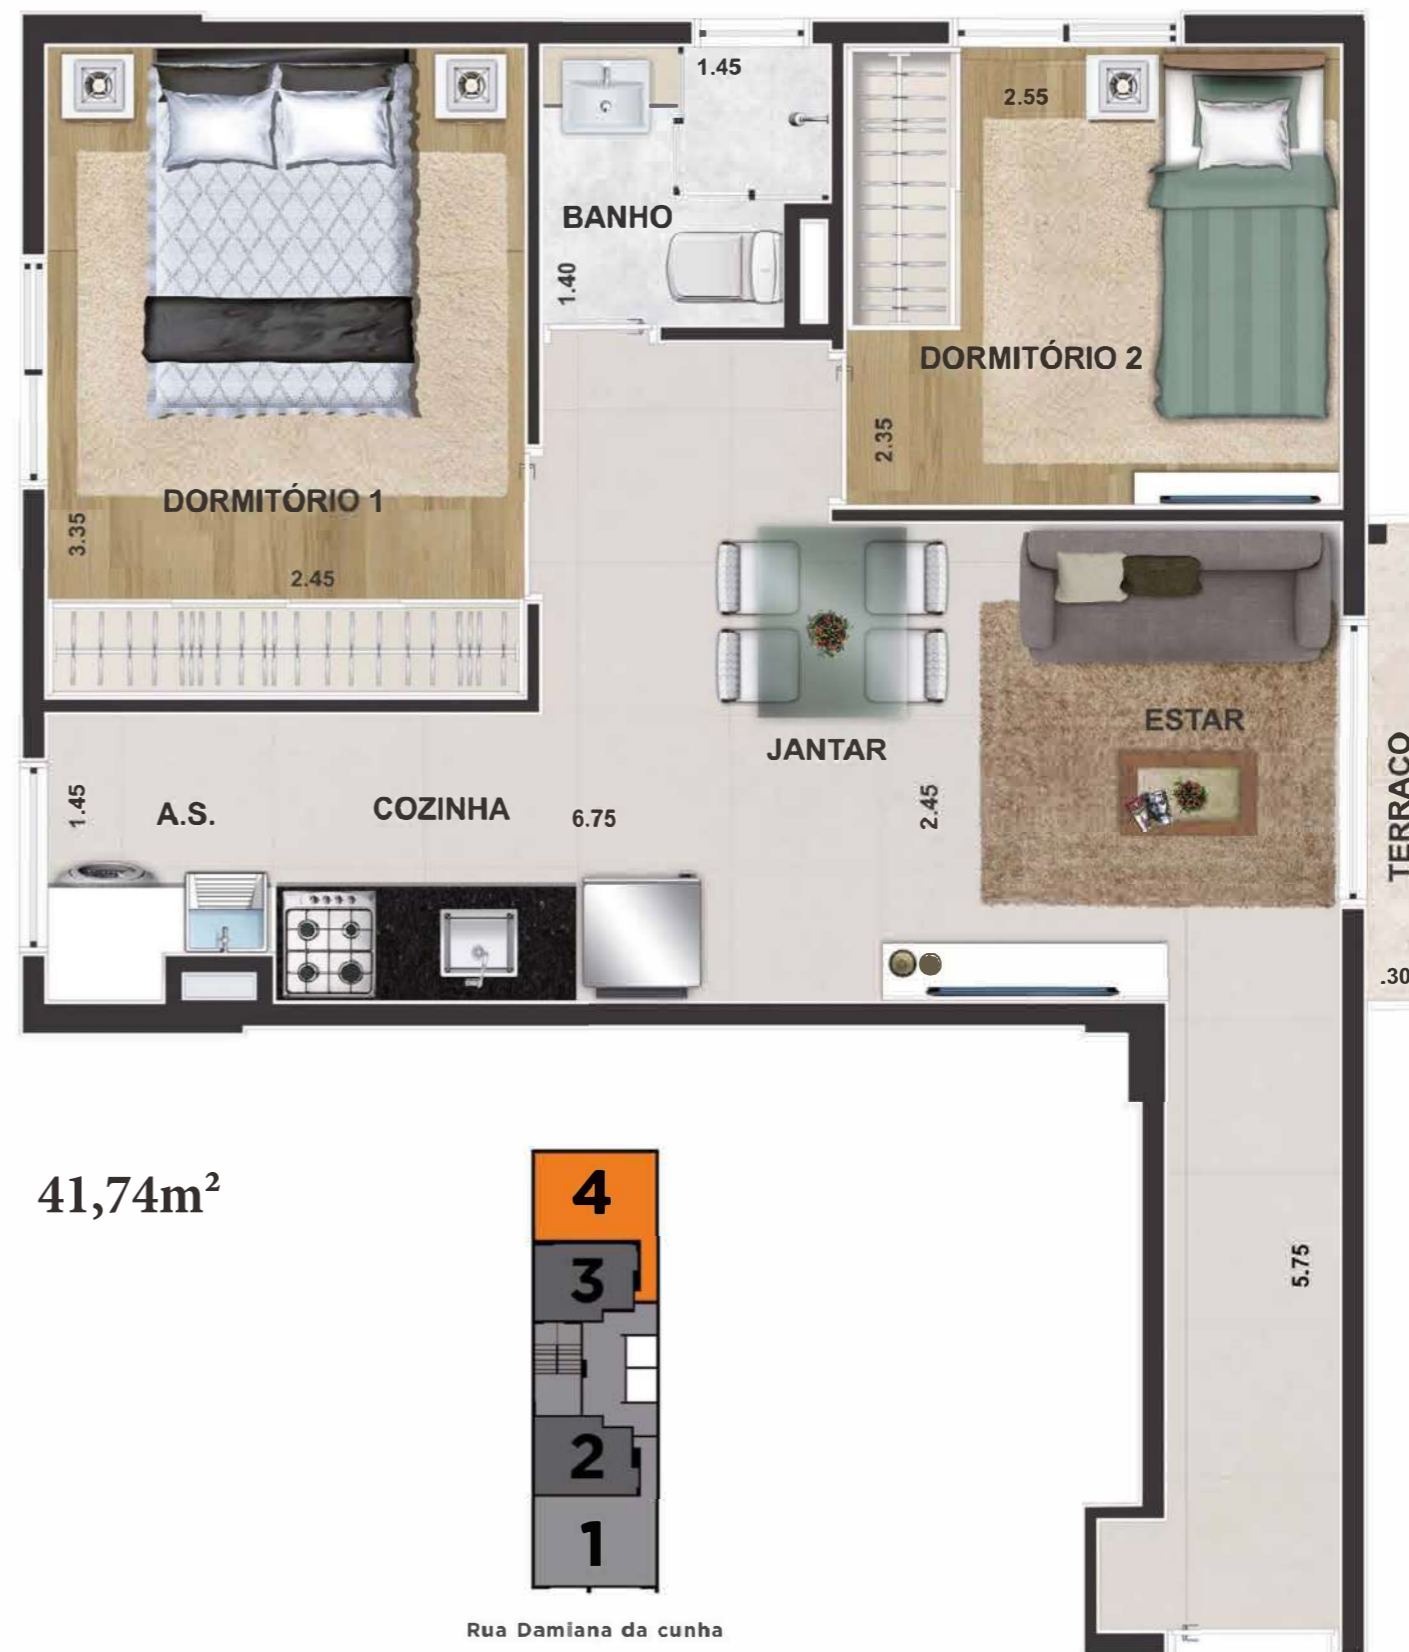 1.45
2.55
BANHO
1.40
DORMITÓRIO 2
2.35
DORMITÓRIO 1
3.35
2.45
ESTAR
JANTAR
TERRAÇO
1.45
A.S.
COZINHA
6.75
2.45
.30
41,74m²
4
3
2
1
5.75
Rua Damiana da cunha